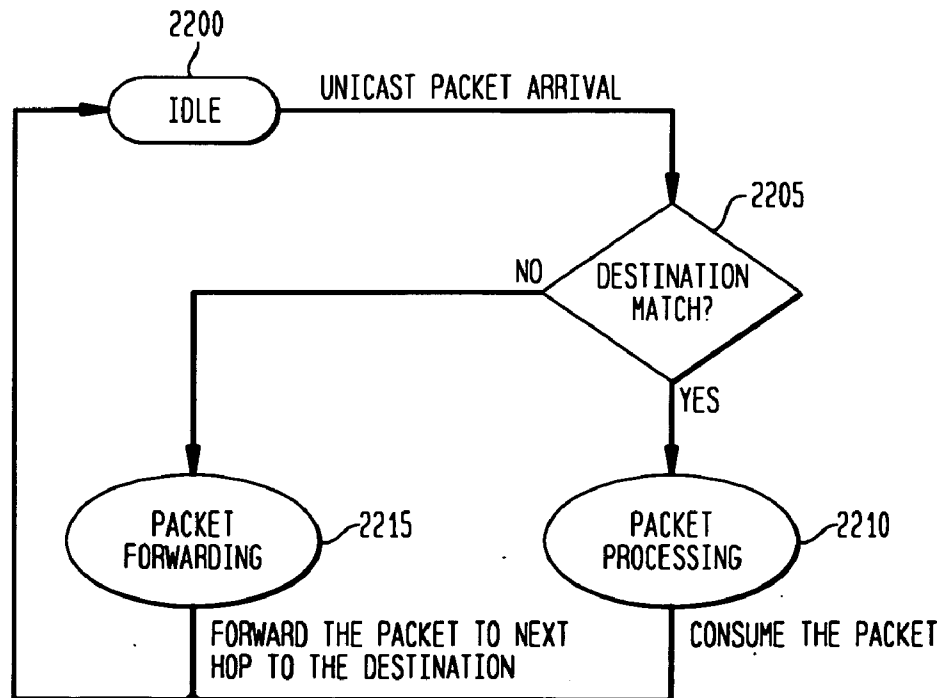 2200
IDLE
UNICAST PACKET ARRIVAL
2205
DESTINATION
MATCH?
NO
YES
PACKET
FORWARDING
2215
PACKET
PROCESSING
2210
FORWARD THE PACKET TO NEXT
HOP TO THE DESTINATION
CONSUME THE PACKET